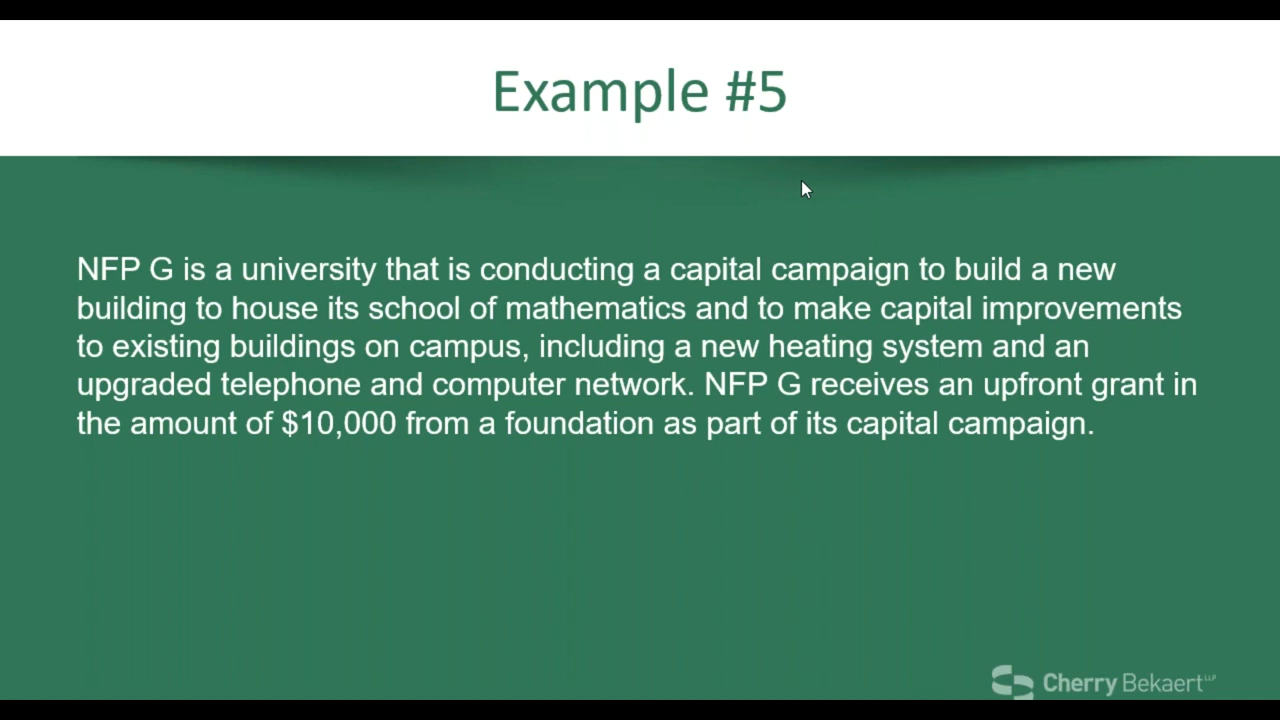 Example #5
NFP G is a university that is conducting a capital campaign to build a new
building to house its school of mathematics and to make capital improvements
to existing buildings on campus, including a new heating system and an
upgraded telephone and computer network. NFP G receives an upfront grant in
the amount of $10,000 from a foundation as part of its capital campaign.
Cherry Bekaert LLP